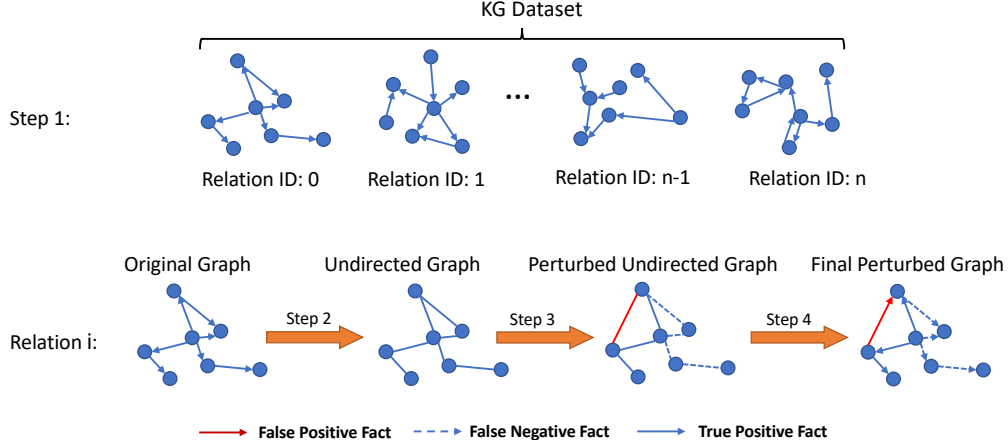 KG Dataset
Step 1:
...
Relation ID: 0
Relation ID: 1
Relation ID: n-1
Relation ID: n
Original Graph
Undirected Graph
Perturbed Undirected Graph
Final Perturbed Graph
Relation i:
Step 2
Step 3
Step 4
False Positive Fact
False Negative Fact
True Positive Fact